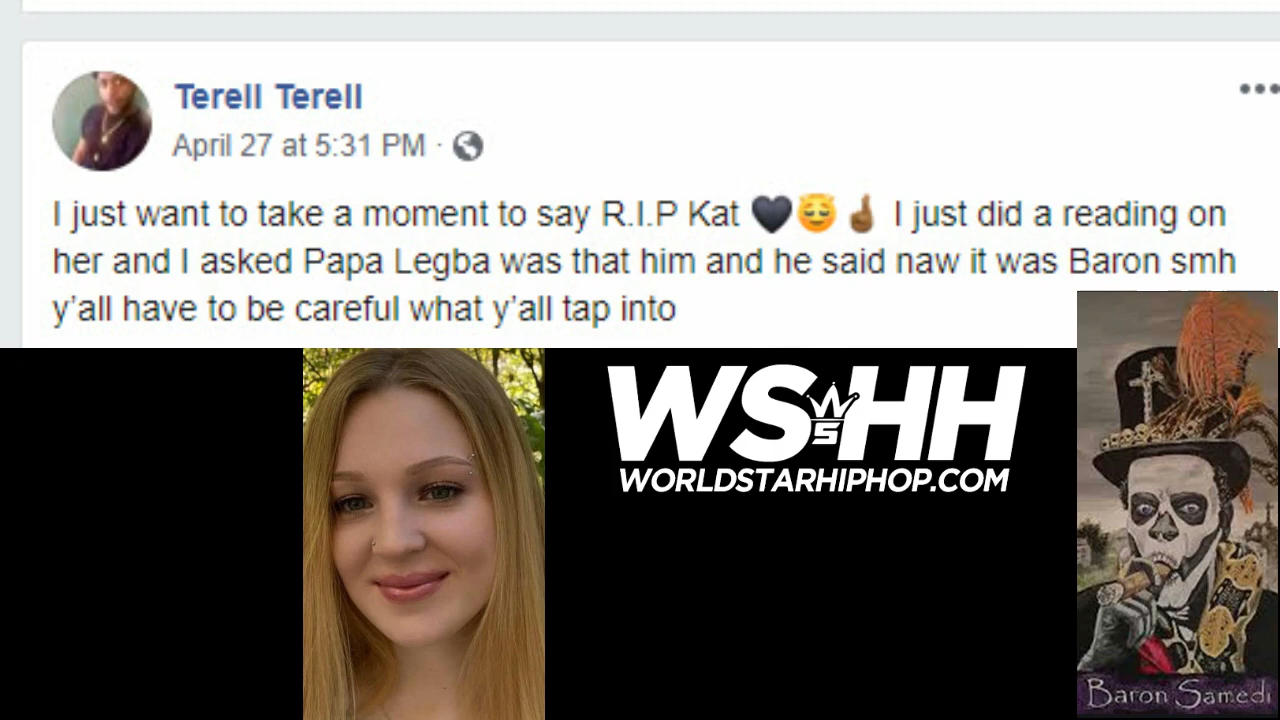 Terell Terell
April 27 at 5:31 PM ·
I just want to take a moment to say R.I.P Kat 🖤😇🤞🏾 I just did a reading on
her and I asked Papa Legba was that him and he said naw it was Baron smh
y'all have to be careful what y'all tap into
WSHH
WORLDSTARHIPHOP.COM
Baron Samedi